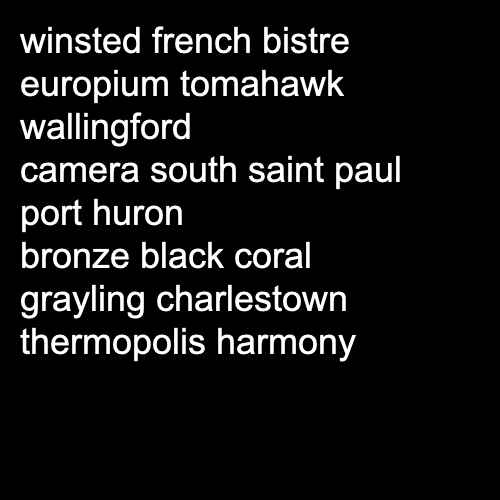 winsted french bistre
europium tomahawk
wallingford
camera south saint paul
port huron
bronze black coral
grayling charlestown
thermopolis harmony